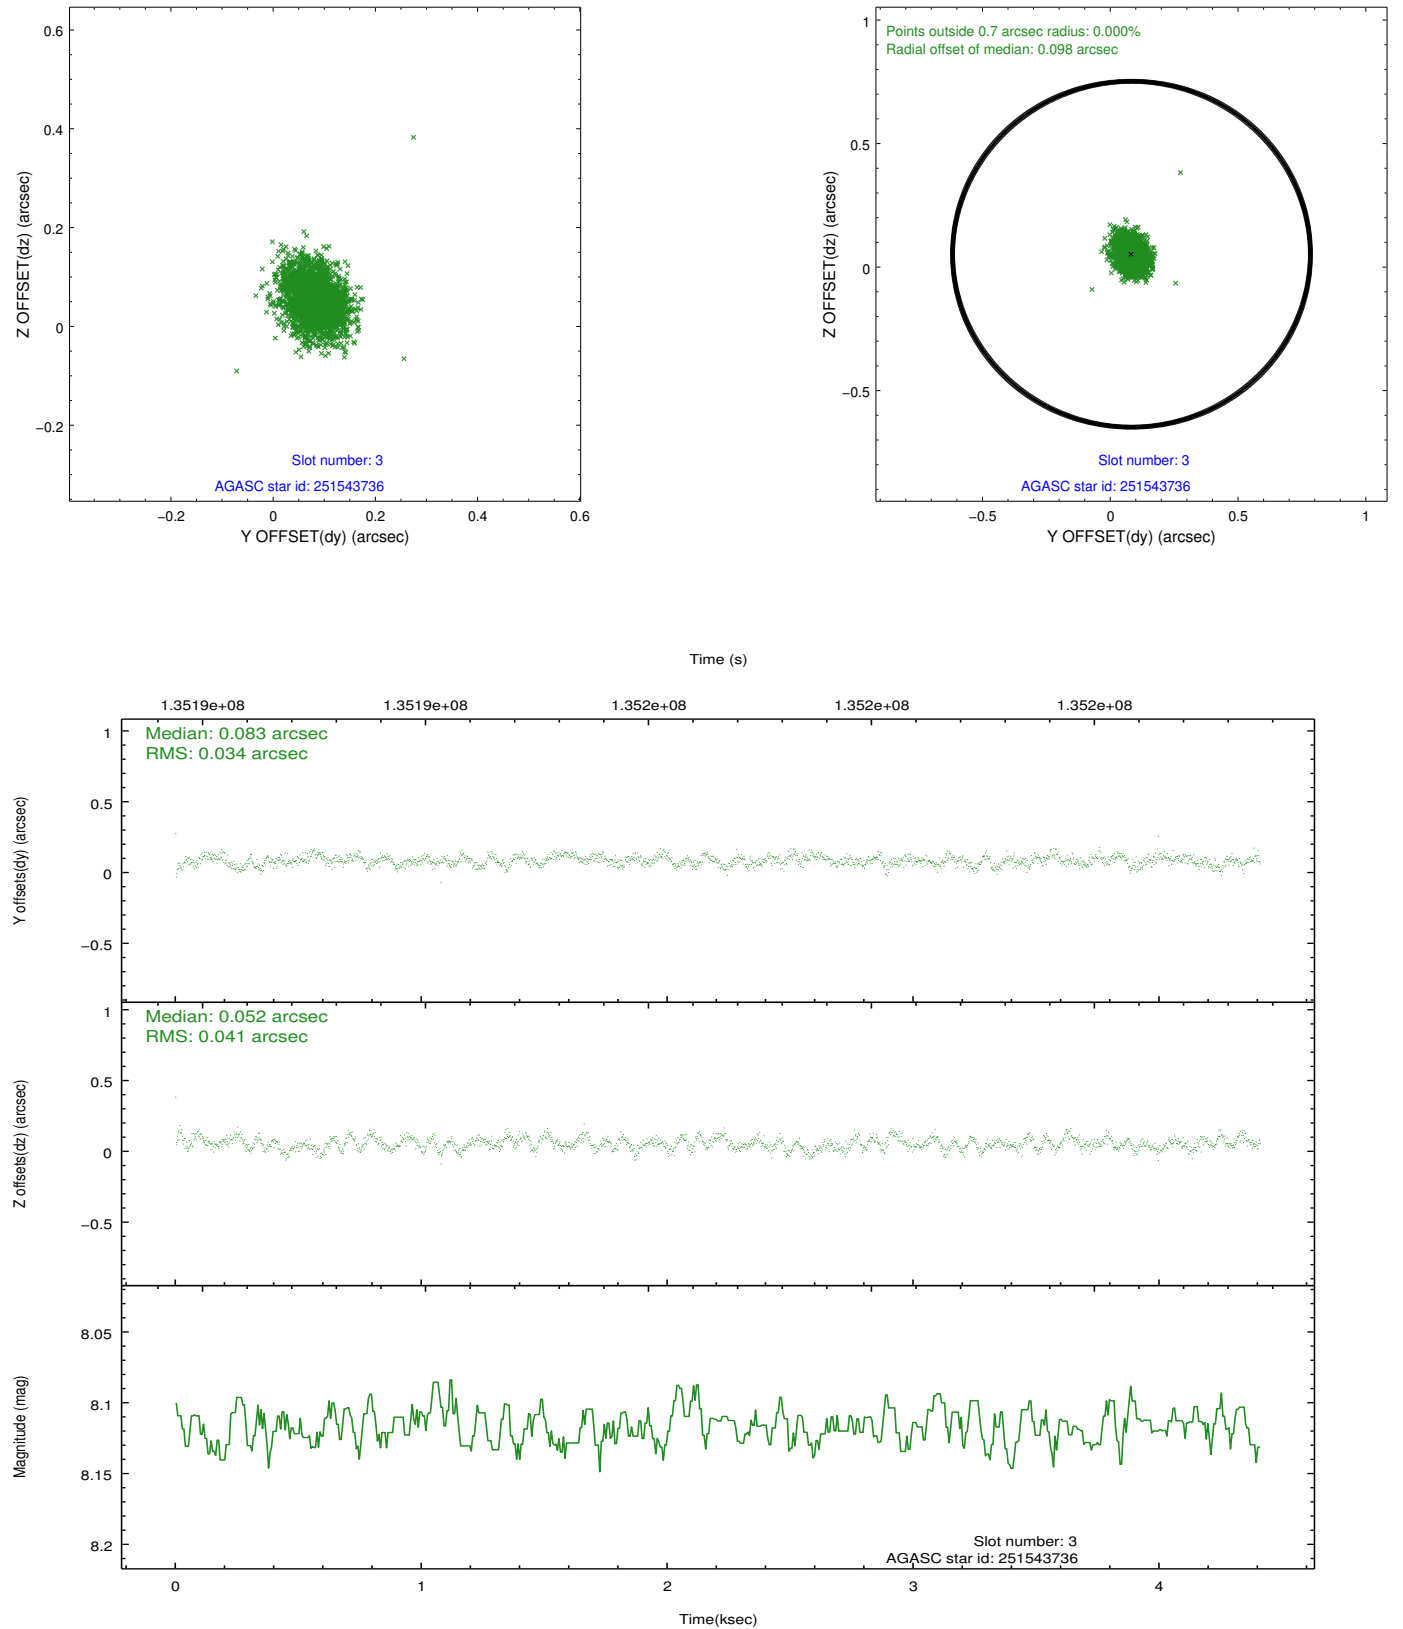 0.6
0.4
0.2
0
−0.2
Z OFFSET(dz) (arcsec)
Slot number: 3
AGASC star id: 251543736
−0.2 0 0.2 0.4 0.6
Y OFFSET(dy) (arcsec)
Points outside 0.7 arcsec radius: 0.000%
Radial offset of median: 0.098 arcsec
1
0.5
0
−0.5
Z OFFSET(dz) (arcsec)
Slot number: 3
AGASC star id: 251543736
−0.5 0 0.5 1
Y OFFSET(dy) (arcsec)
Time (s)
1.3519e+08 1.3519e+08 1.352e+08 1.352e+08 1.352e+08
Median: 0.083 arcsec
RMS: 0.034 arcsec
1
0.5
0
−0.5
Y offsets(dy) (arcsec)
Median: 0.052 arcsec
RMS: 0.041 arcsec
1
0.5
0
−0.5
Z offsets(dz) (arcsec)
8.05
8.1
8.15
8.2
Magnitude (mag)
Slot number: 3
AGASC star id: 251543736
0 1 2 3 4
Time(ksec)